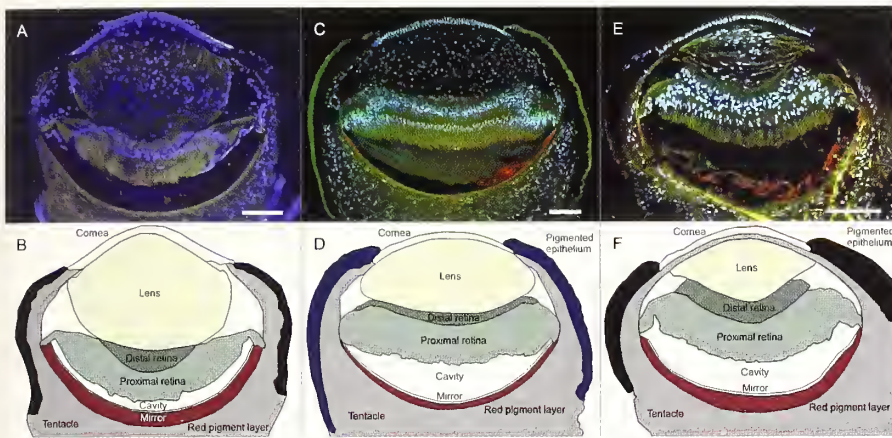 A
C
E
B
Cornea
Lens
Distal retina
Proximal retina
Cavity
Mirror
Tentacle
Red pigment layer
D
Cornea
Pigmented
epithelium
Lens
Distal retina
Proximal retina
Cavity
Mirror
Tentacle
Red pigment layer
F
Cornea
Pigmented
epithelium
Lens
Distal retina
Proximal retina
Cavity
Mirror
Tentacle
Red pigment layer